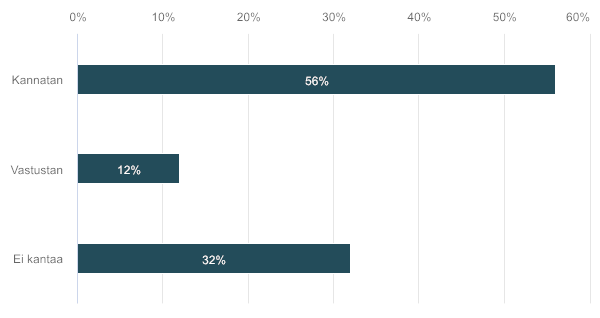 0% 10% 20% 30% 40% 50% 60%
Kannatan 56%
Vastustan 12%
Ei kantaa 32%